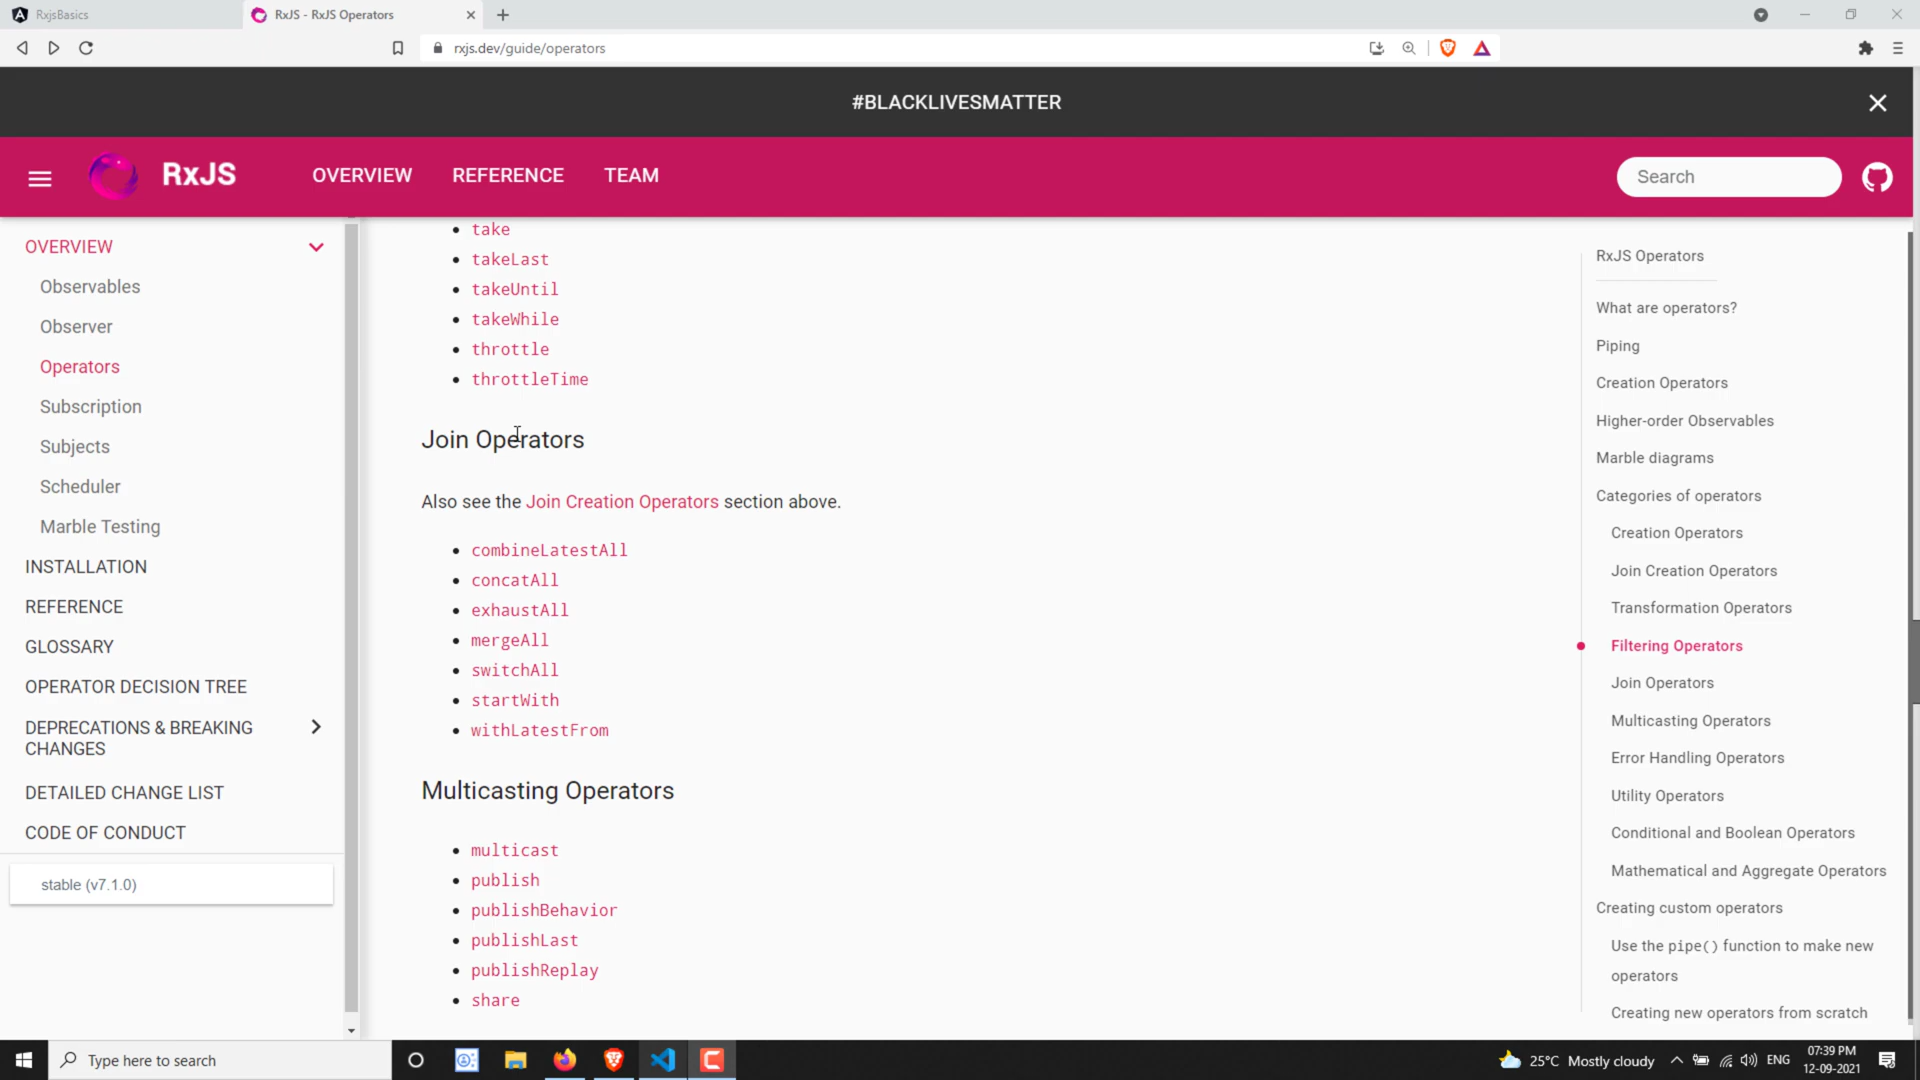 RxjsBasics
RxJS - RxJS Operators
rxjs.dev/guide/operators
#BLACKLIVESMATTER
RxJS
OVERVIEW
REFERENCE
TEAM
Search
OVERVIEW
Observables
Observer
Operators
Subscription
Subjects
Scheduler
Marble Testing
INSTALLATION
REFERENCE
GLOSSARY
OPERATOR DECISION TREE
DEPRECATIONS & BREAKING
CHANGES
DETAILED CHANGE LIST
CODE OF CONDUCT
stable (v7.1.0)
take
takeLast
takeUntil
takeWhile
throttle
throttleTime
Join Operators
Also see the Join Creation Operators section above.
combineLatestAll
concatAll
exhaustAll
mergeAll
switchAll
startWith
withLatestFrom
Multicasting Operators
multicast
publish
publishBehavior
publishLast
publishReplay
share
RxJS Operators
What are operators?
Piping
Creation Operators
Higher-order Observables
Marble diagrams
Categories of operators
Creation Operators
Join Creation Operators
Transformation Operators
Filtering Operators
Join Operators
Multicasting Operators
Error Handling Operators
Utility Operators
Conditional and Boolean Operators
Mathematical and Aggregate Operators
Creating custom operators
Use the pipe() function to make new
operators
Creating new operators from scratch
Type here to search
25°C Mostly cloudy
ENG
07:39 PM
12-09-2021